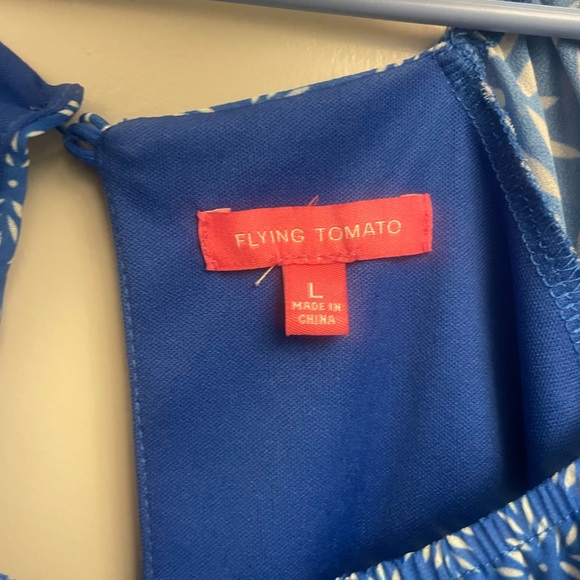 FLYING TOMATO
L
MADE IN
CHINA